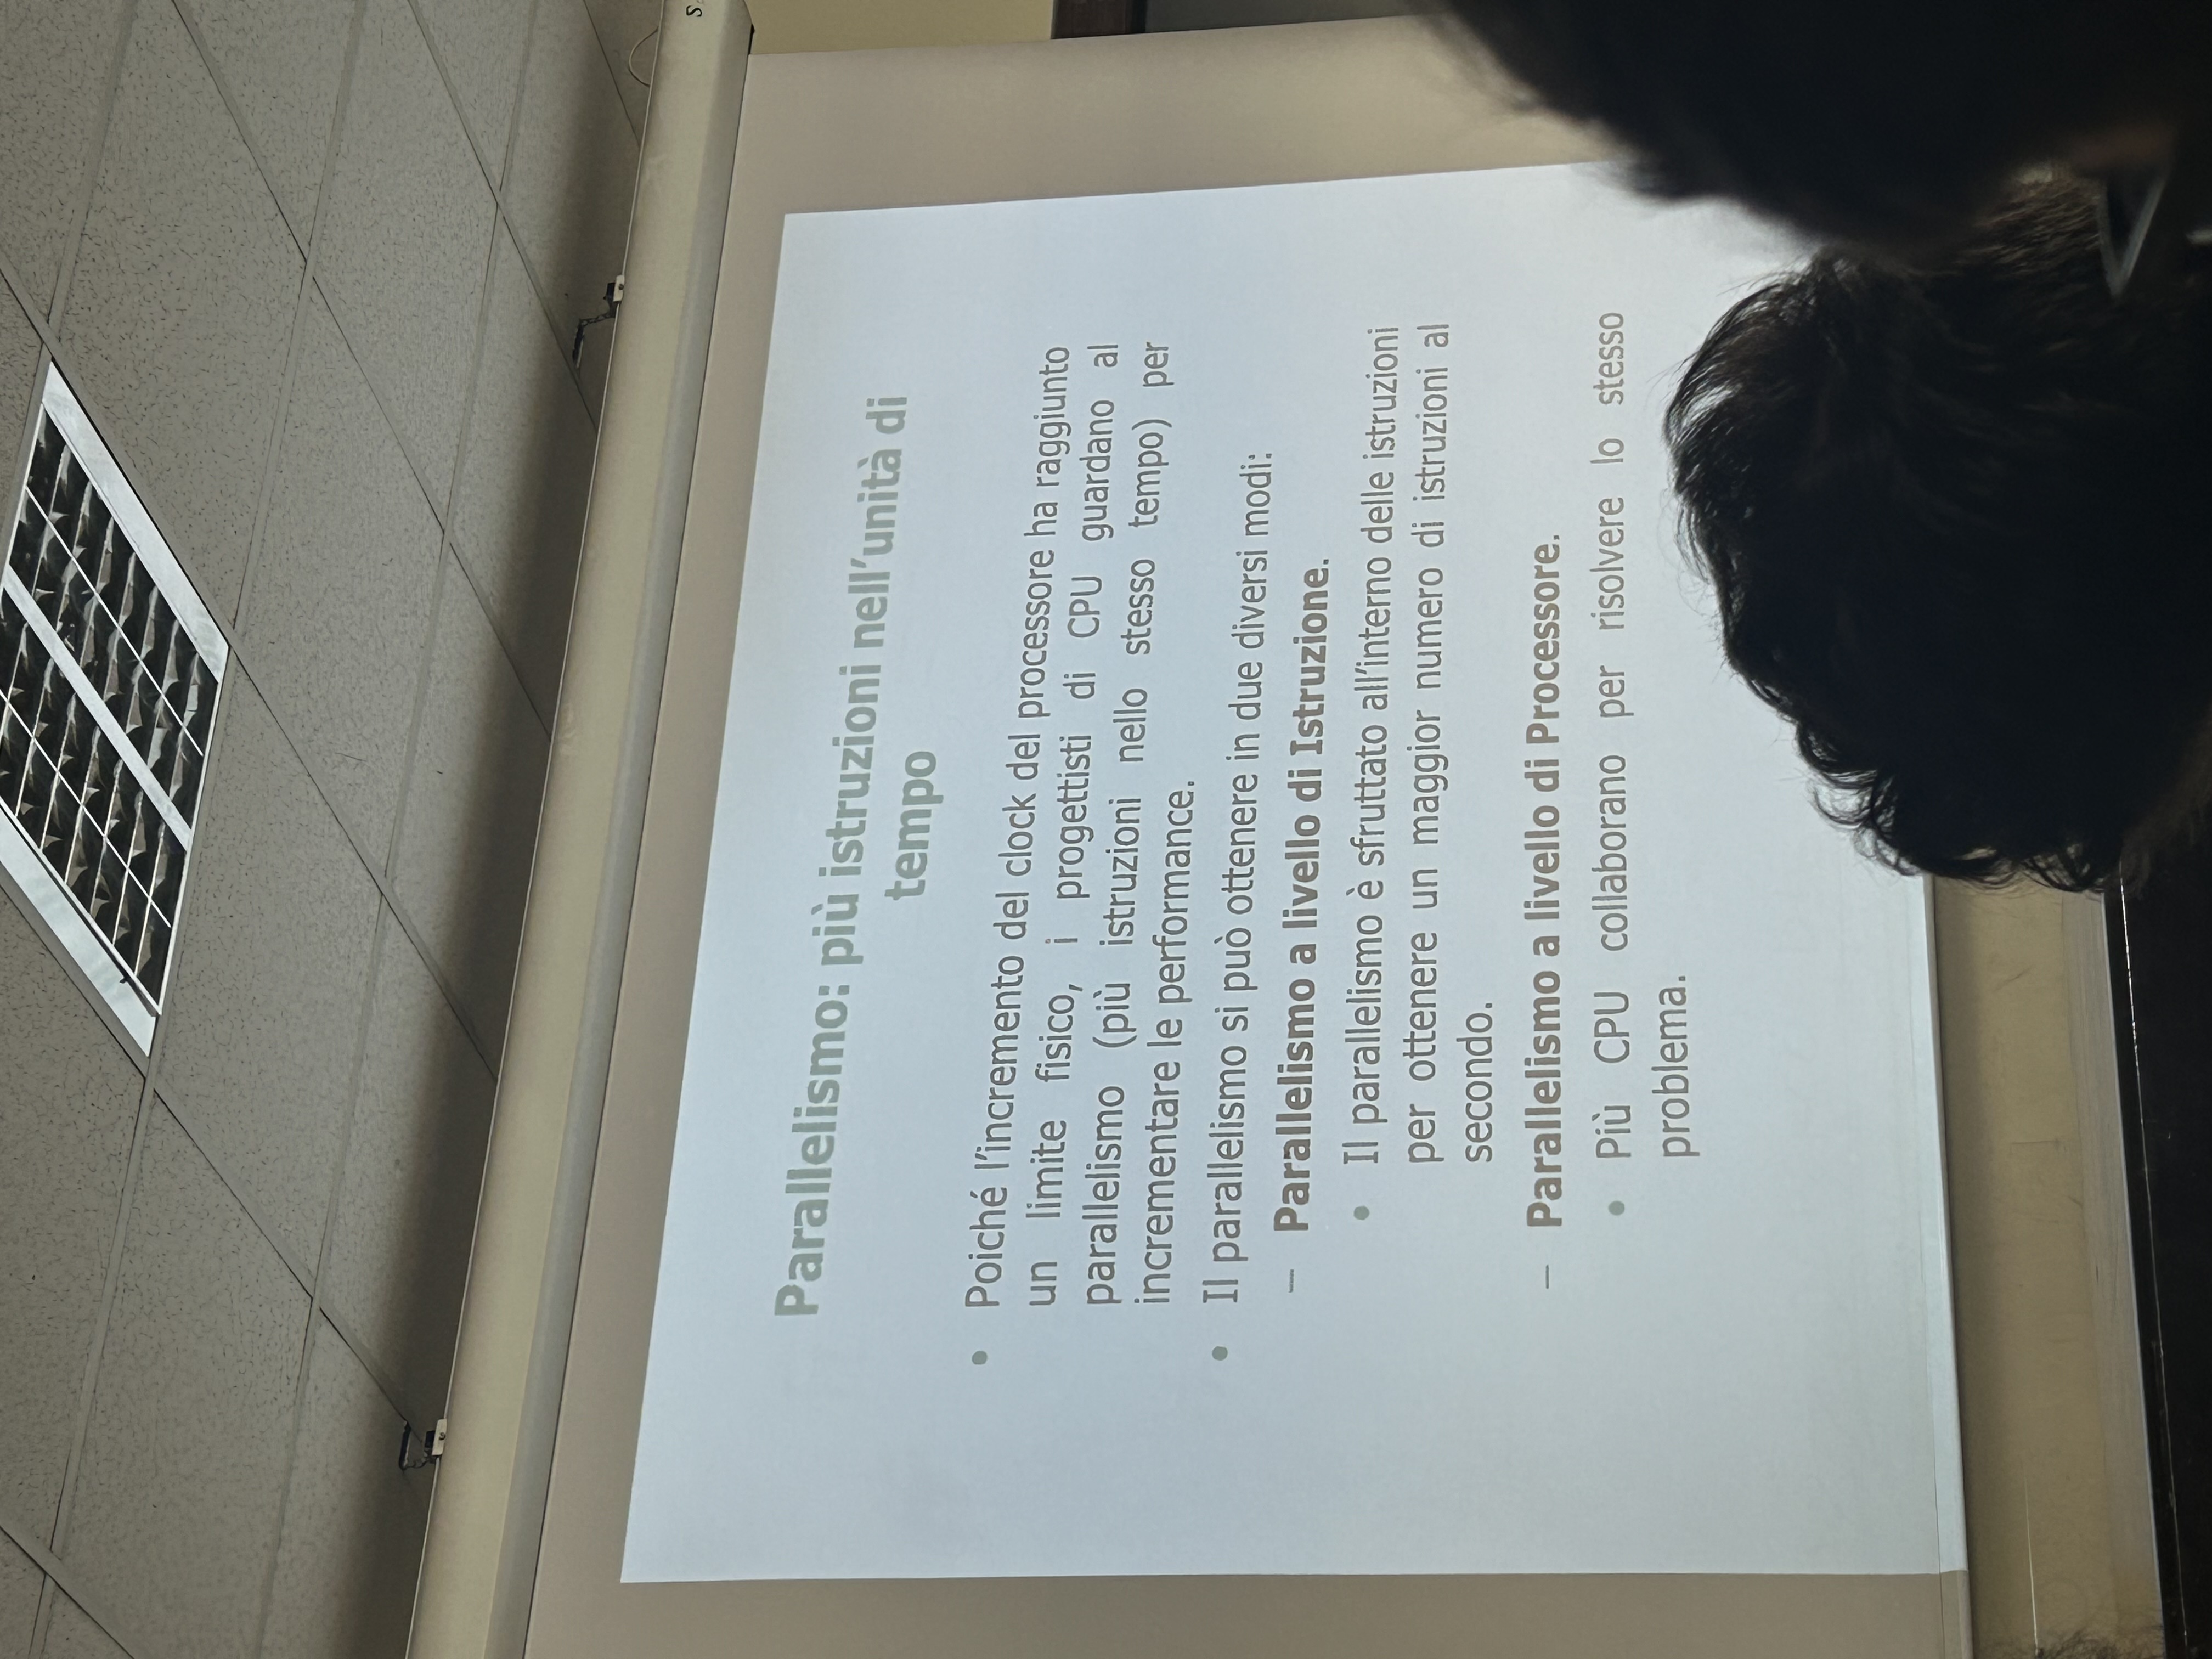 Parallelismo: più istruzioni nell'unità di
tempo
• Poiché l'incremento del clock del processore ha raggiunto
un limite fisico, i progettisti di CPU guardano al
parallelismo (più istruzioni nello stesso tempo) per
incrementare le performance.
• Il parallelismo si può ottenere in due diversi modi:
– Parallelismo a livello di Istruzione.
• Il parallelismo è sfruttato all'interno delle istruzioni
per ottenere un maggior numero di istruzioni al
secondo.
– Parallelismo a livello di Processore.
• Più CPU collaborano per risolvere lo stesso
problema.